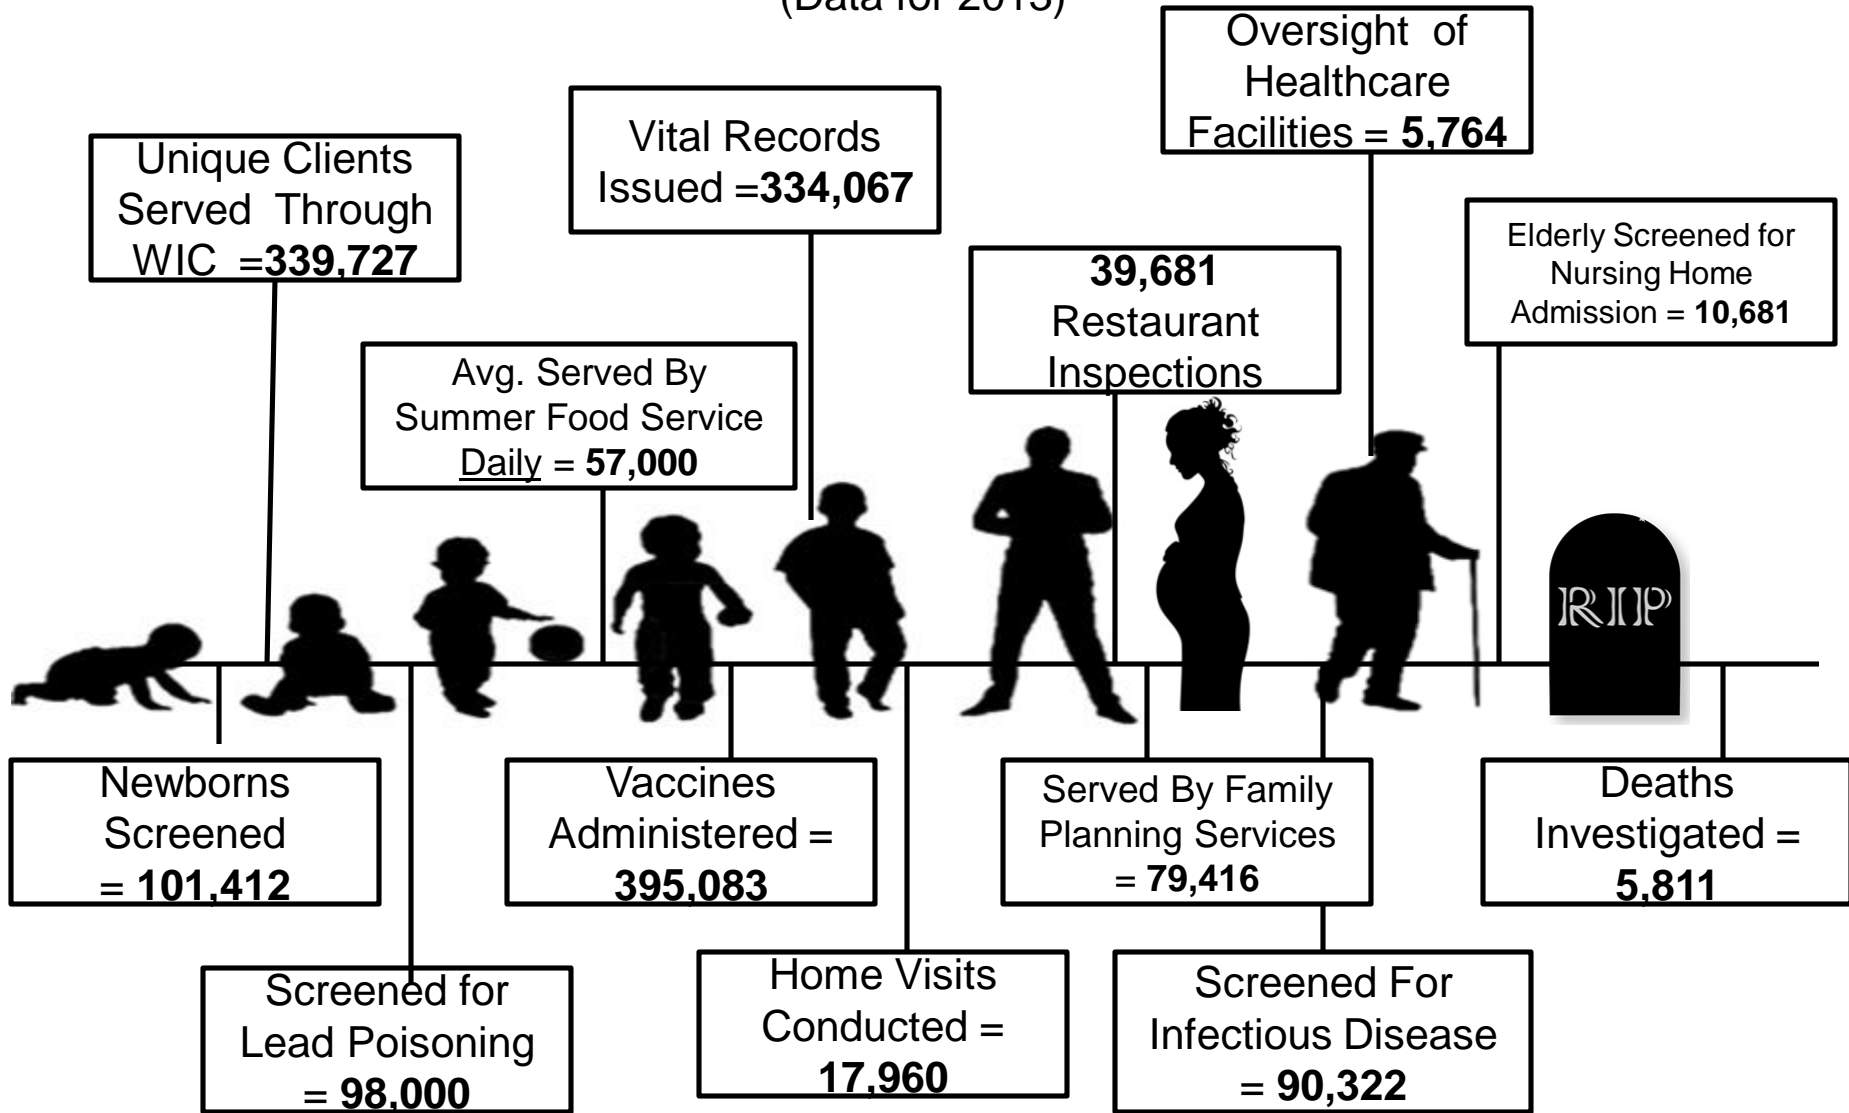 (Data for 2013)
Oversight of
Healthcare
Facilities = 5,764
Vital Records
Issued =334,067
Unique Clients
Served Through
WIC =339,727
Elderly Screened for
Nursing Home
Admission = 10,681
39,681
Restaurant
Inspections
Avg. Served By
Summer Food Service
Daily = 57,000
RIP
Newborns
Screened
= 101,412
Vaccines
Administered =
395,083
Served By Family
Planning Services
= 79,416
Deaths
Investigated =
5,811
Screened for
Lead Poisoning
= 98,000
Home Visits
Conducted =
17,960
Screened For
Infectious Disease
= 90,322